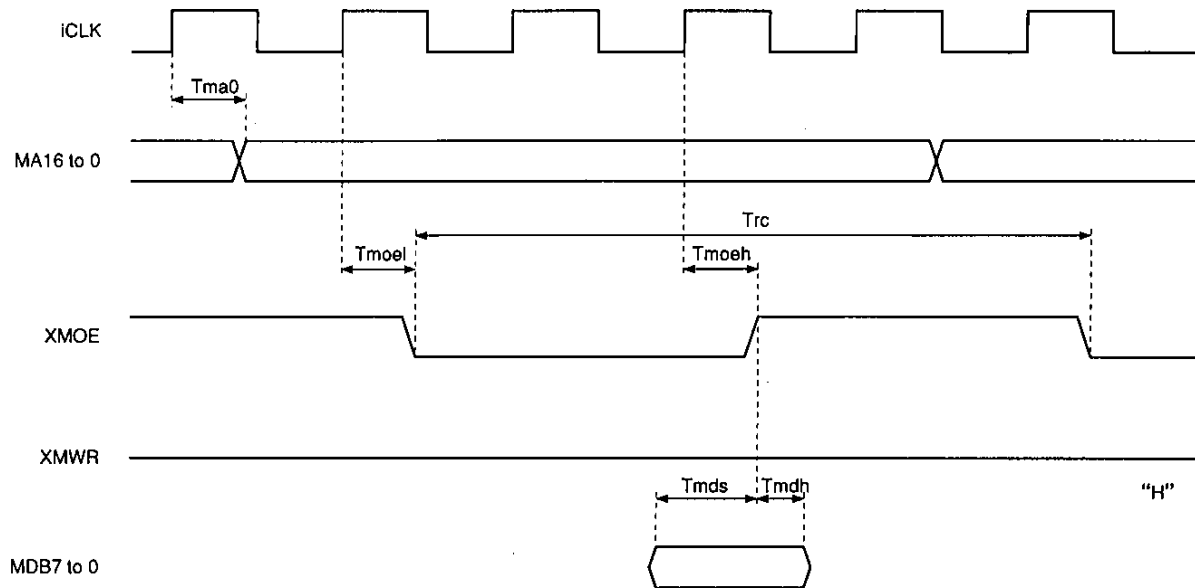 iCLK
Tma0
MA16 to 0
Trc
Tmoel
Tmoeh
XMOE
XMWR
Tmds
Tmdh
“H”
MDB7 to 0